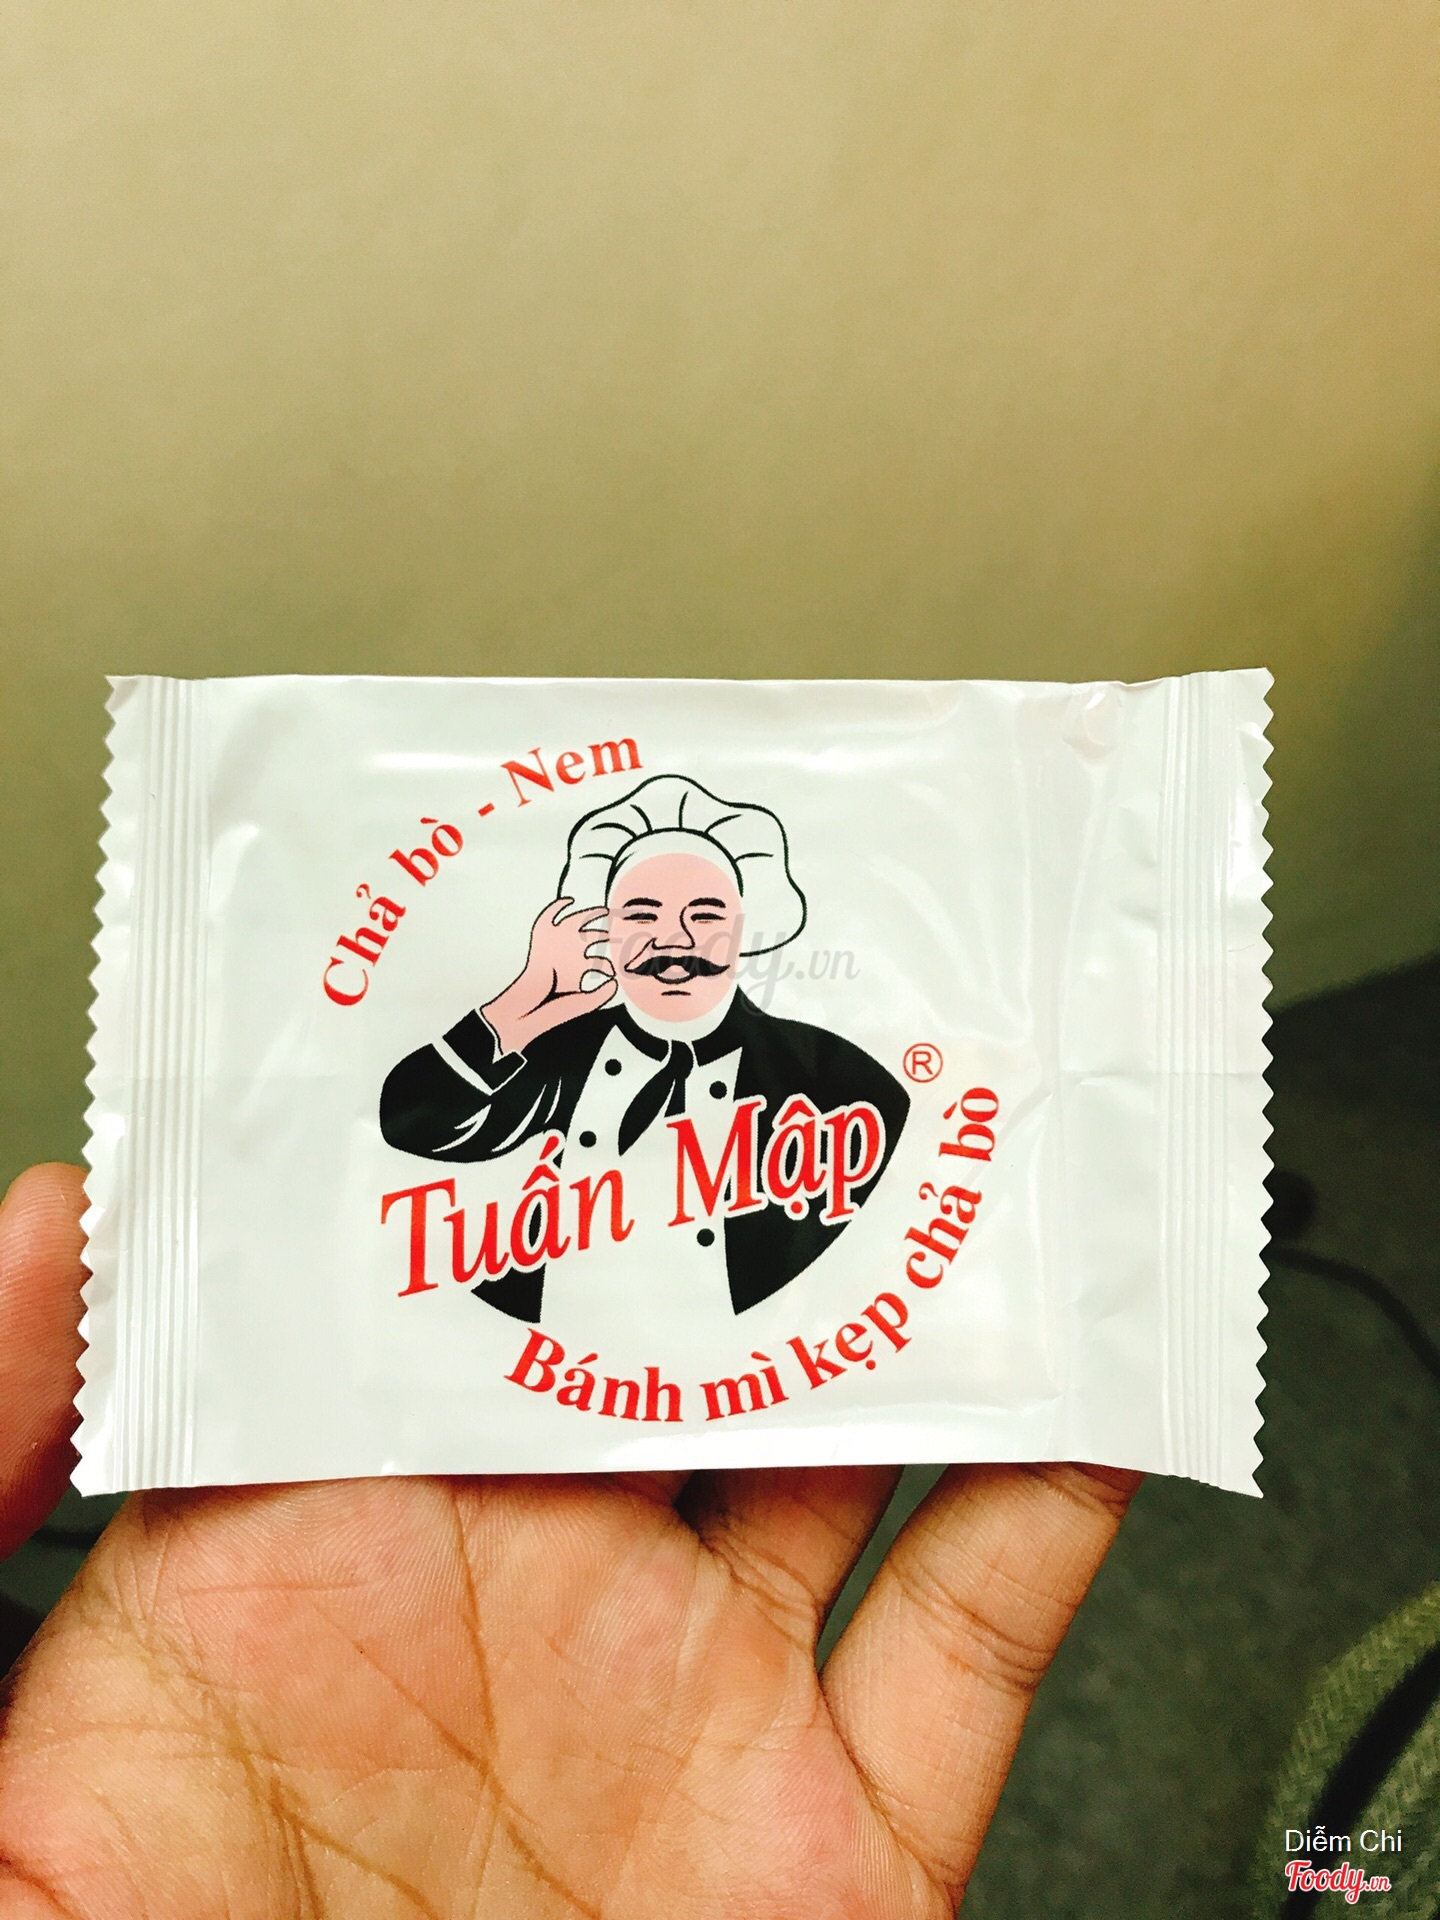 Chả bò - Nem
Foody.vn
®
Tuấn Mập
Bánh mì kẹp chả bò
Diễm Chi
Foody.vn